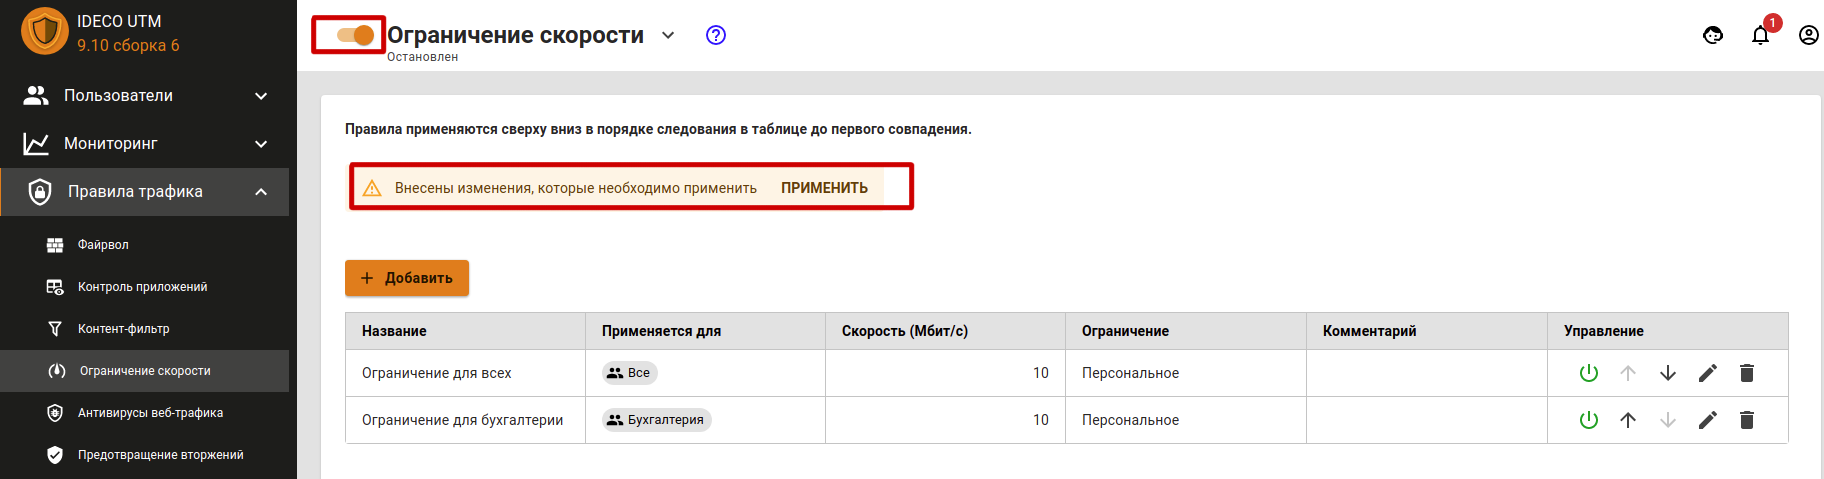 IDECO UTM
9.10 сборка 6
Пользователи
Мониторинг
Правила трафика
Файрвол
Контроль приложений
Контент-фильтр
Ограничение скорости
Антивирусы веб-трафика
Предотвращение вторжений
Ограничение скорости
Остановлен
1
Правила применяются сверху вниз в порядке следования в таблице до первого совпадения.
Внесены изменения, которые необходимо применить ПРИМЕНИТЬ
+ Добавить
Название Применяется для Скорость (Мбит/с) Ограничение Комментарий Управление
Ограничение для всех Все 10 Персональное
Ограничение для бухгалтерии Бухгалтерия 10 Персональное